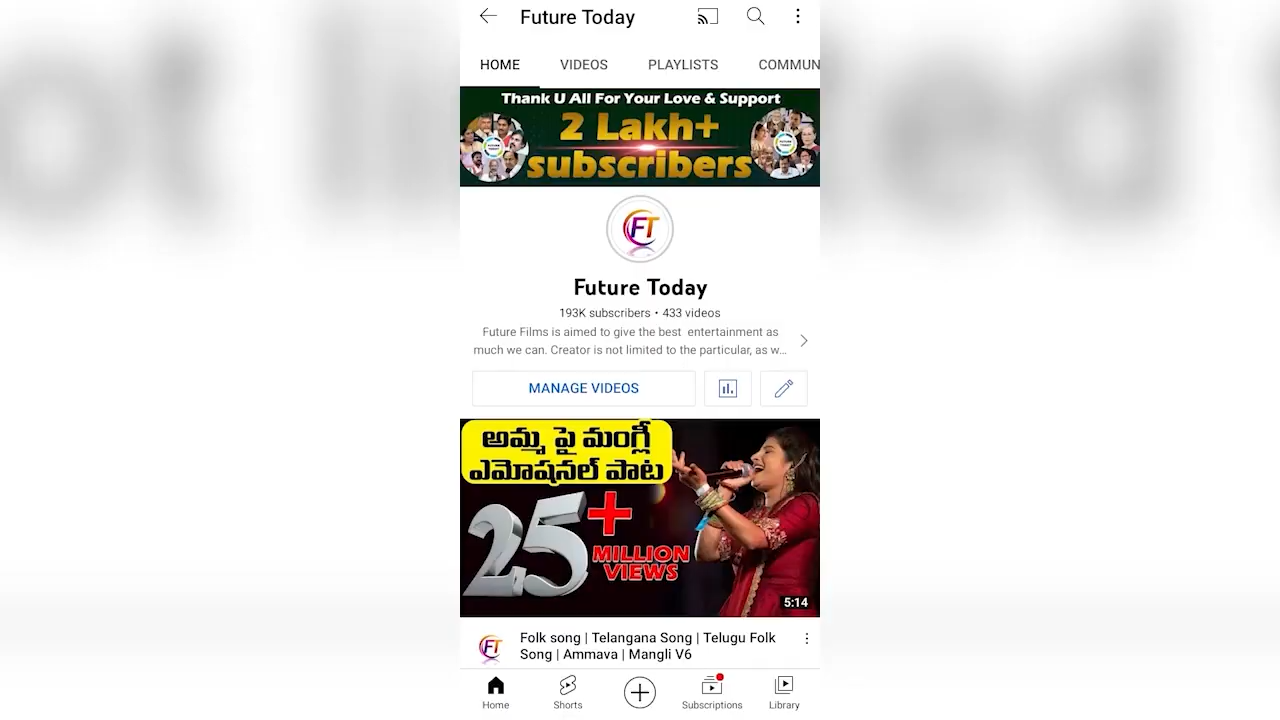 Future Today
HOME VIDEOS PLAYLISTS COMMUN
Thank U All For Your Love & Support
2 Lakh+
subscribers
FT
Future Today
193K subscribers • 433 videos
Future Films is aimed to give the best entertainment as
much we can. Creator is not limited to the particular, as w...
MANAGE VIDEOS
అమ్మ పై మంగ్లీ
ఎమోషనల్ పాట
25+
MILLION
VIEWS
5:14
FT
Folk song | Telangana Song | Telugu Folk
Song | Ammava | Mangli V6
Home Shorts Subscriptions Library